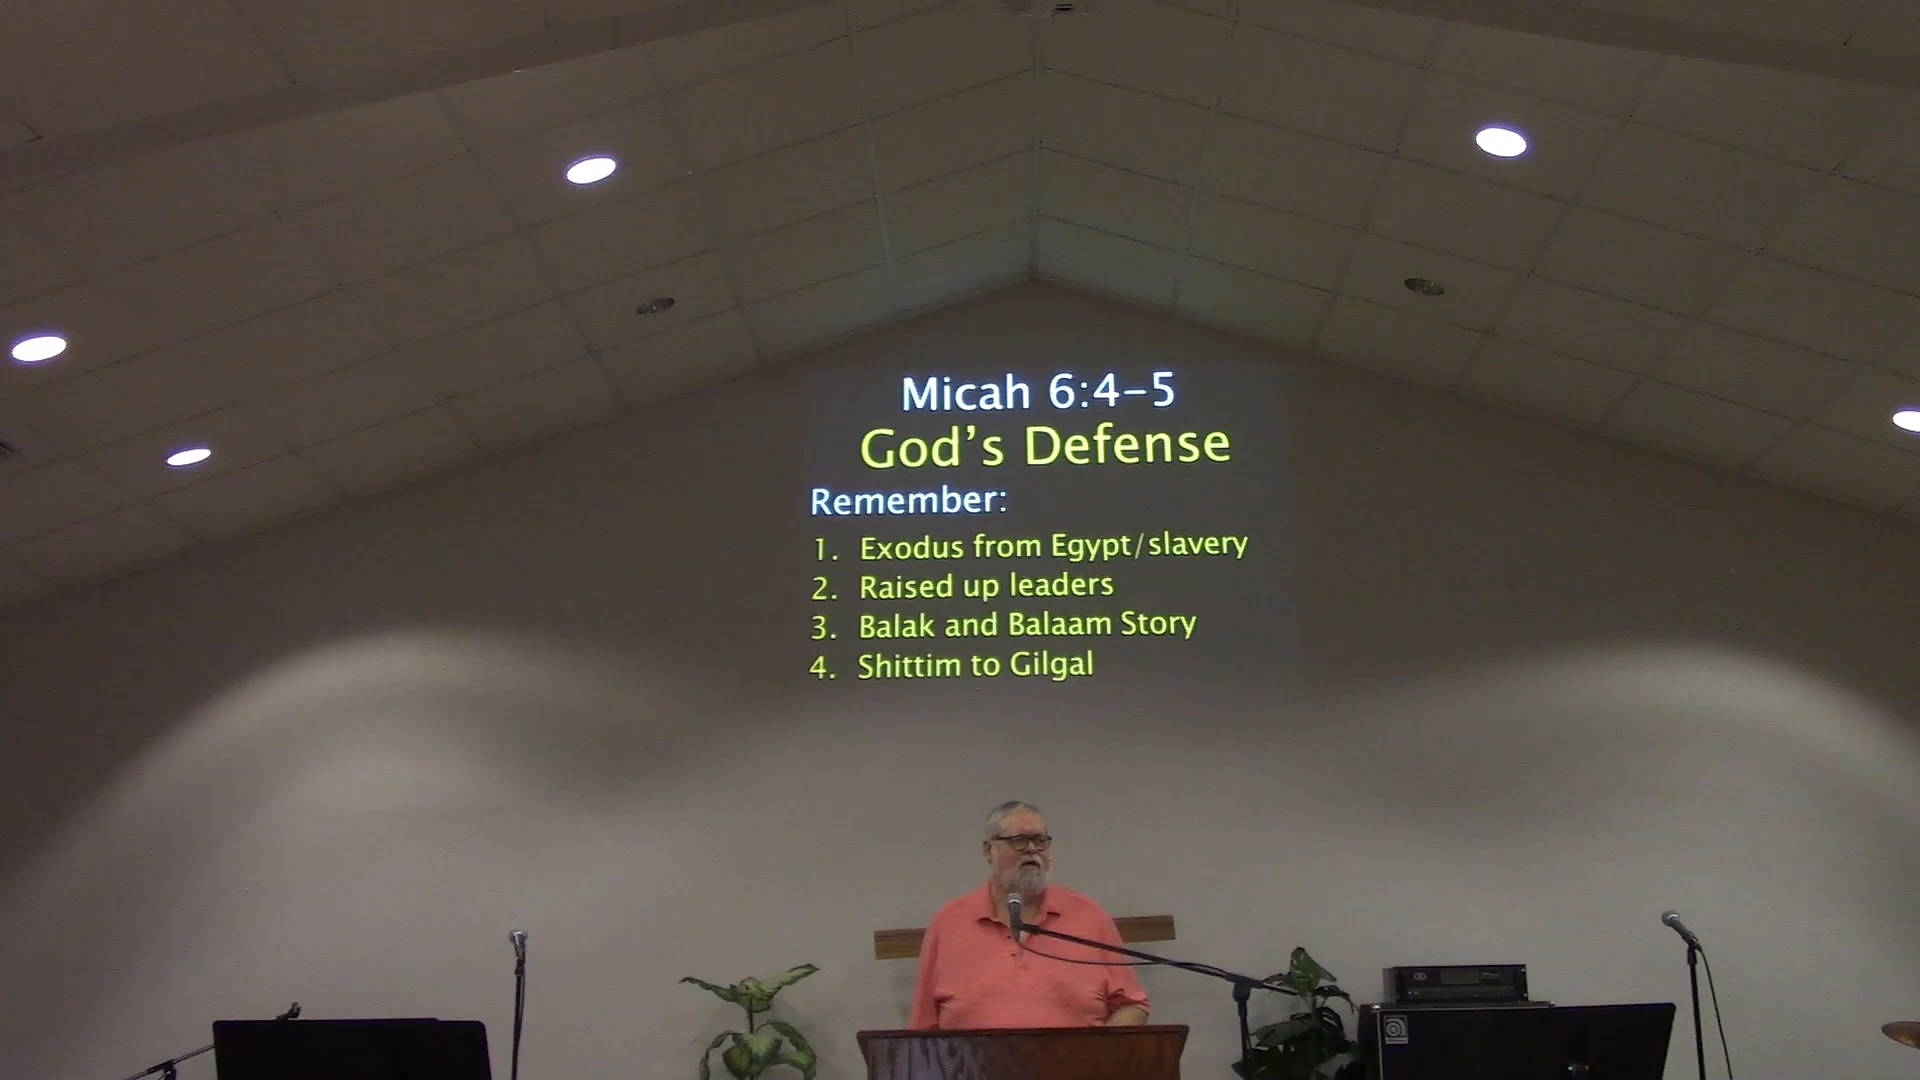 Micah 6:4–5
God’s Defense
Remember:
1. Exodus from Egypt/slavery
2. Raised up leaders
3. Balak and Balaam Story
4. Shittim to Gilgal